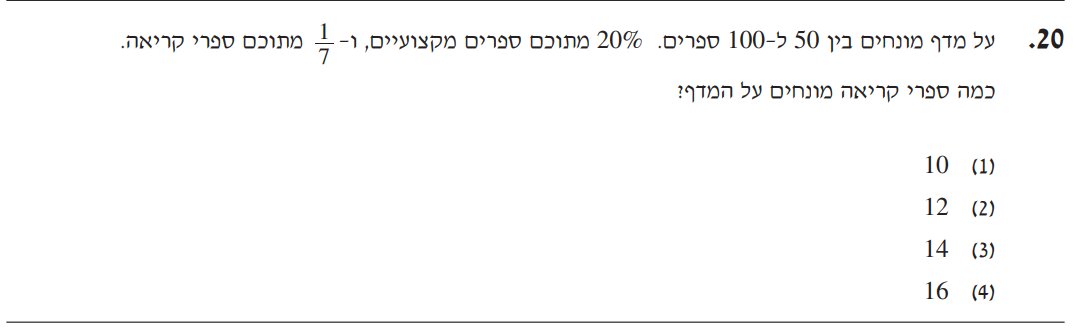 20. על מדף מונחים בין 50 ל-100 ספרים. 20% מתוכם ספרים מקצועיים, ו- 1/7 מתוכם ספרי קריאה.
כמה ספרי קריאה מונחים על המדף?
(1) 10
(2) 12
(3) 14
(4) 16